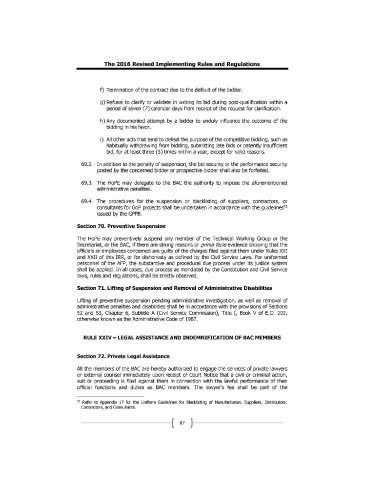 The 2016 Revised Implementing Rules and Regulations
f) Termination of the contract due to the default of the bidder.
g) Refusal to clarify or validate in writing its bid during post-qualification within a
period of seven (7) calendar days from receipt of the request for clarification.
h) Any documented attempt by a bidder to unduly influence the outcome of the
bidding in his favor.
i) All other acts that tend to defeat the purpose of the competitive bidding, such as
habitually withdrawing from bidding, submitting late Bids or patently insufficient
bid, for at least three (3) times within a year, except for valid reasons.
69.2. In addition to the penalty of suspension, the bid security or the performance security
posted by the concerned bidder or prospective bidder shall also be forfeited.
69.3. The HoPE may delegate to the BAC the authority to impose the aforementioned
administrative penalties.
69.4. The procedures for the suspension or blacklisting of suppliers, contractors, or
consultants for GoP projects shall be undertaken in accordance with the guidelines
issued by the GPPB.
Section 70. Preventive Suspension
The HoPE may preventively suspend any member of the Technical Working Group or the
Secretariat, or the BAC, if there are strong reasons or prima facie evidence showing that the
officials or employees concerned are guilty of the charges filed against them under Rules XXI
and XXII of this IRR, or for dishonesty as defined by the Civil Service Laws. For uniformed
personnel of the AFP, the substantive and procedural due process under its justice system
shall be applied. In all cases, due process as mandated by the Constitution and Civil Service
laws, rules and regulations, shall be strictly observed.
Section 71. Lifting of Suspension and Removal of Administrative Disabilities
Lifting of preventive suspension pending administrative investigation, as well as removal of
administrative penalties and disabilities shall be in accordance with the provisions of Sections
52 and 53, Chapter 6, Subtitle A (Civil Service Commission), Title I, Book V of E.O. 292,
otherwise known as the Administrative Code of 1987.
RULE XXIV – LEGAL ASSISTANCE AND INDEMNIFICATION OF BAC MEMBERS
Section 72. Private Legal Assistance
All the members of the BAC are hereby authorized to engage the services of private lawyers
or external counsel immediately upon receipt of Court Notice that a civil or criminal action,
suit or proceeding is filed against them in connection with the lawful performance of their
official functions and duties as BAC members. The lawyer's fee shall be part of the
Refer to Appendix 17 for the Uniform Guidelines for Blacklisting of Manufacturers, Suppliers, Distributors,
Contractors, and Consultants.
87